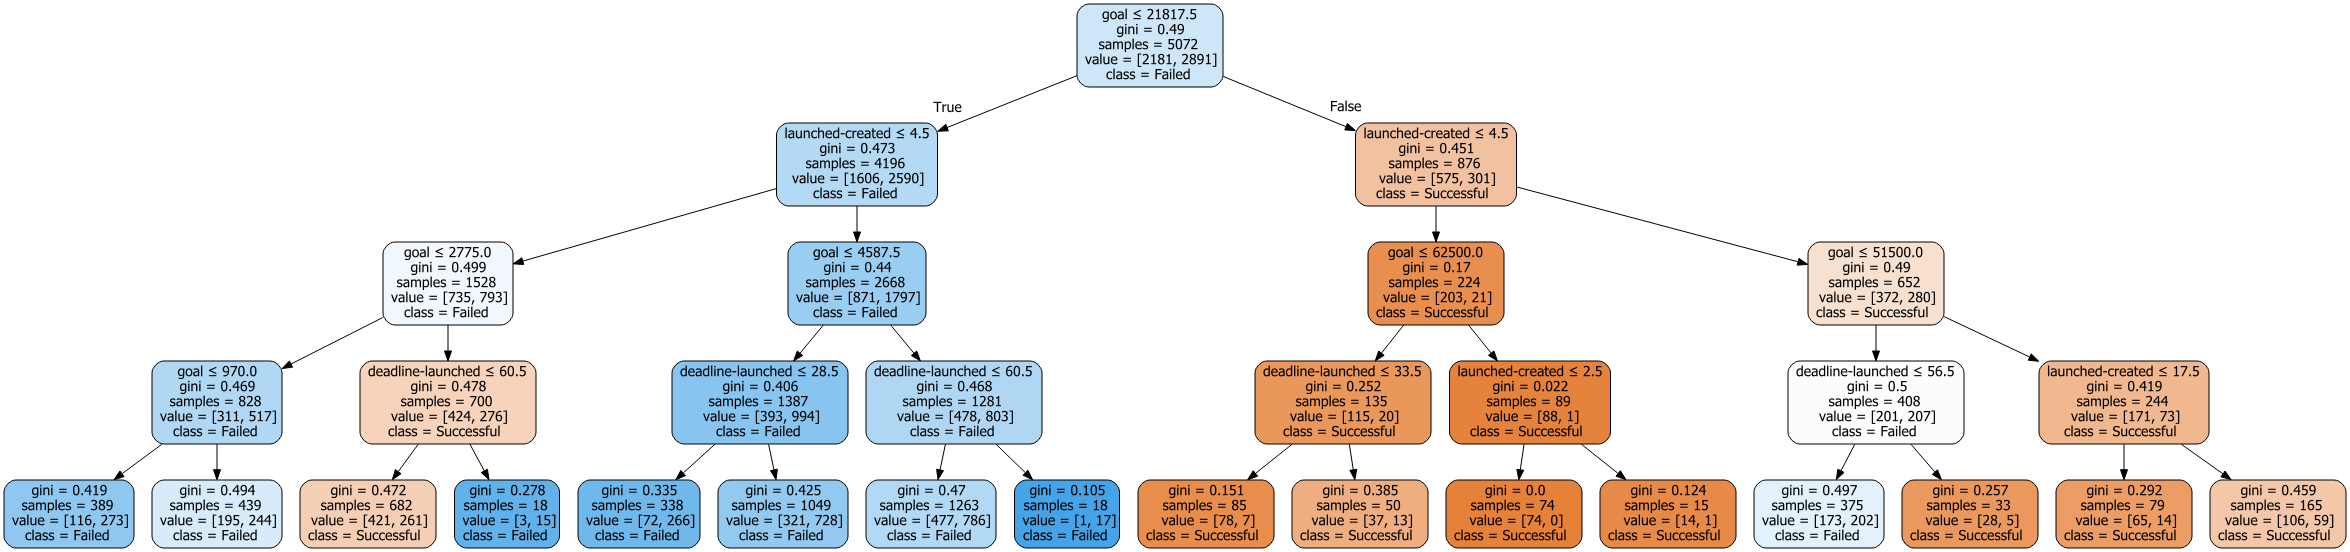 goal ≤ 21817.5
gini = 0.49
samples = 5072
value = [2181, 2891]
class = Failed
True
False
launched-created ≤ 4.5
gini = 0.473
samples = 4196
value = [1606, 2590]
class = Failed
launched-created ≤ 4.5
gini = 0.451
samples = 876
value = [575, 301]
class = Successful
goal ≤ 2775.0
gini = 0.499
samples = 1528
value = [735, 793]
class = Failed
goal ≤ 4587.5
gini = 0.44
samples = 2668
value = [871, 1797]
class = Failed
goal ≤ 62500.0
gini = 0.17
samples = 224
value = [203, 21]
class = Successful
goal ≤ 51500.0
gini = 0.49
samples = 652
value = [372, 280]
class = Successful
goal ≤ 970.0
gini = 0.469
samples = 828
value = [311, 517]
class = Failed
deadline-launched ≤ 60.5
gini = 0.478
samples = 700
value = [424, 276]
class = Successful
deadline-launched ≤ 28.5
gini = 0.406
samples = 1387
value = [393, 994]
class = Failed
deadline-launched ≤ 60.5
gini = 0.468
samples = 1281
value = [478, 803]
class = Failed
deadline-launched ≤ 33.5
gini = 0.252
samples = 135
value = [115, 20]
class = Successful
launched-created ≤ 2.5
gini = 0.022
samples = 89
value = [88, 1]
class = Successful
deadline-launched ≤ 56.5
gini = 0.5
samples = 408
value = [201, 207]
class = Failed
launched-created ≤ 17.5
gini = 0.419
samples = 244
value = [171, 73]
class = Successful
gini = 0.419
samples = 389
value = [116, 273]
class = Failed
gini = 0.494
samples = 439
value = [195, 244]
class = Failed
gini = 0.472
samples = 682
value = [421, 261]
class = Successful
gini = 0.278
samples = 18
value = [3, 15]
class = Failed
gini = 0.335
samples = 338
value = [72, 266]
class = Failed
gini = 0.425
samples = 1049
value = [321, 728]
class = Failed
gini = 0.47
samples = 1263
value = [477, 786]
class = Failed
gini = 0.105
samples = 18
value = [1, 17]
class = Failed
gini = 0.151
samples = 85
value = [78, 7]
class = Successful
gini = 0.385
samples = 50
value = [37, 13]
class = Successful
gini = 0.0
samples = 74
value = [74, 0]
class = Successful
gini = 0.124
samples = 15
value = [14, 1]
class = Successful
gini = 0.497
samples = 375
value = [173, 202]
class = Failed
gini = 0.257
samples = 33
value = [28, 5]
class = Successful
gini = 0.292
samples = 79
value = [65, 14]
class = Successful
gini = 0.459
samples = 165
value = [106, 59]
class = Successful